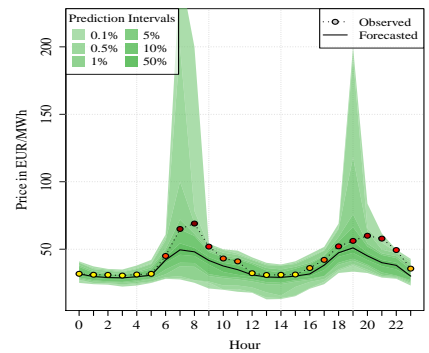 Prediction Intervals
0.1% 5%
0.5% 10%
1% 50%
Observed
Forecasted
Price in EUR/MWh
200
150
100
50
0 2 4 6 8 10 12 14 16 18 20 22
Hour